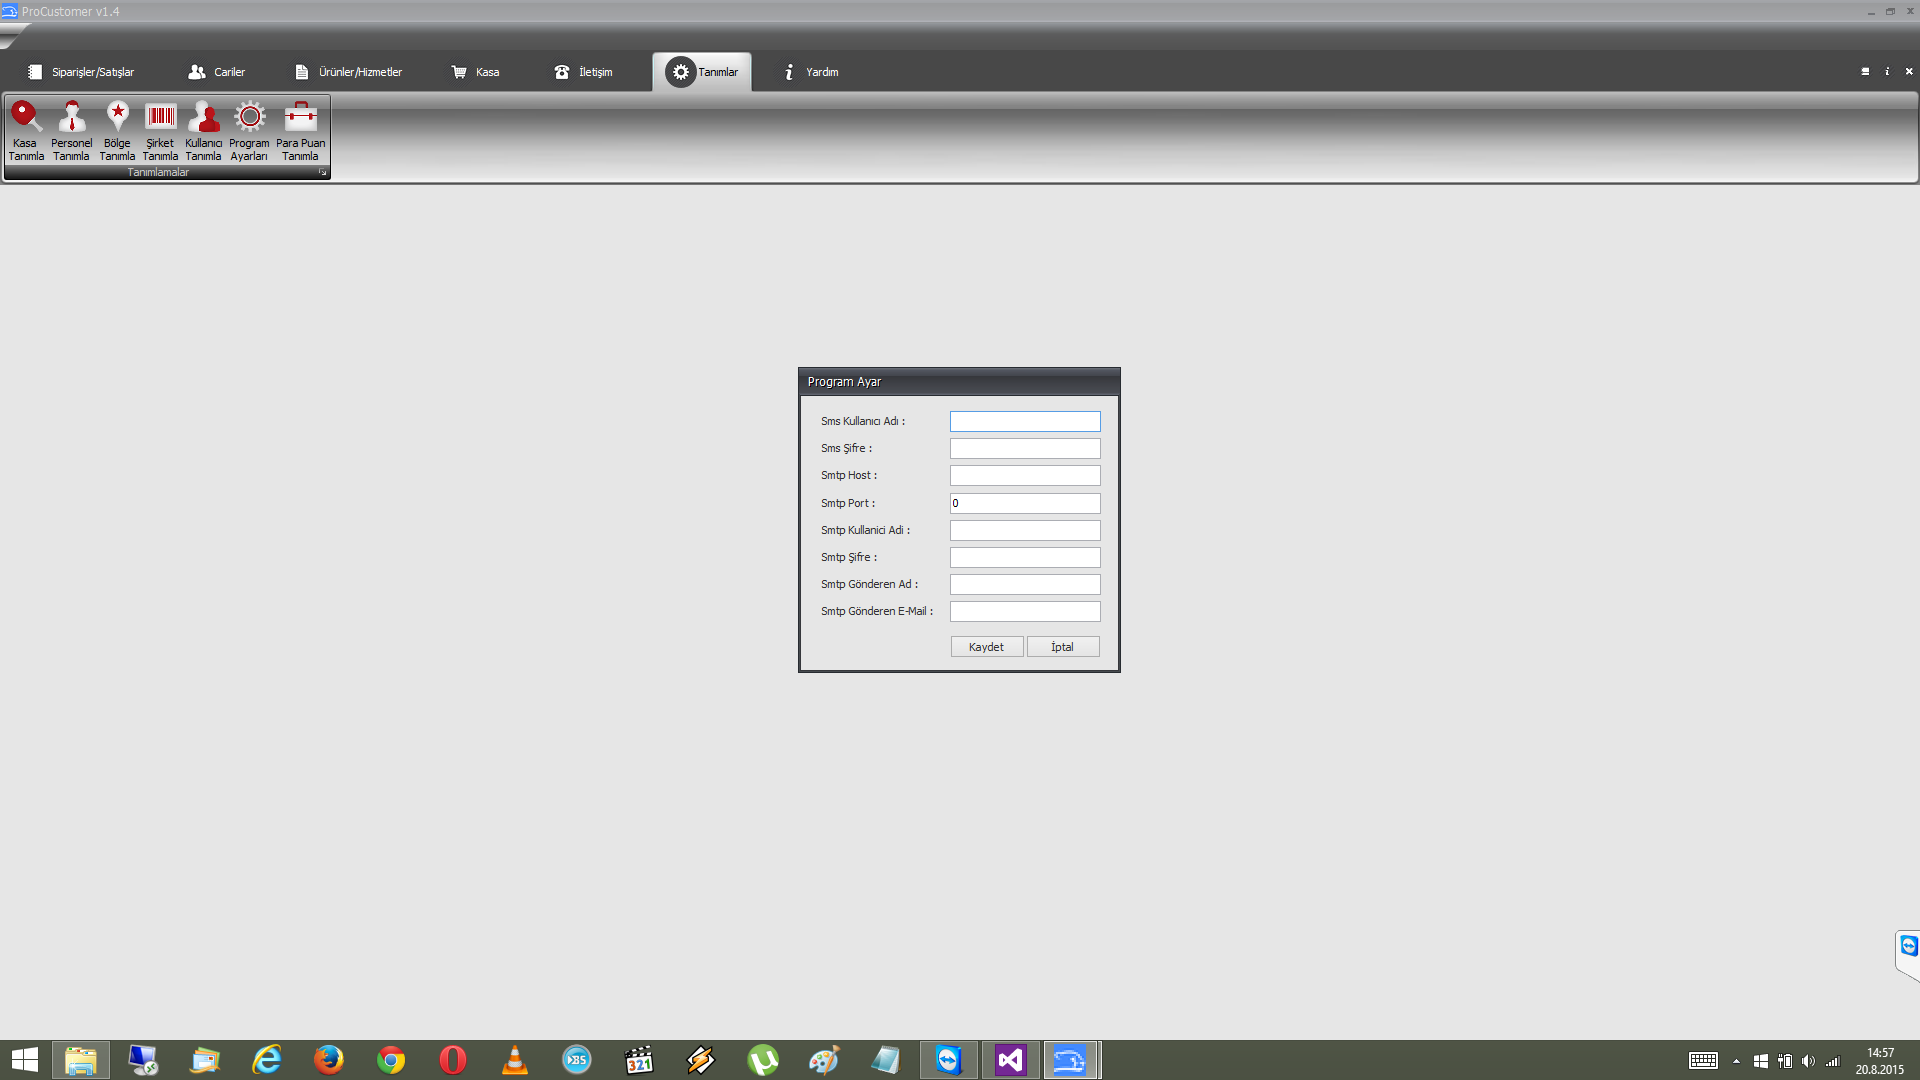 ProCustomer v1.4
Siparişler/Satışlar
Cariler
Ürünler/Hizmetler
Kasa
İletişim
Tanımlar
Yardım
Kasa Tanımla
Personel Tanımla
Bölge Tanımla
Şirket Tanımla
Kullanıcı Tanımla
Program Ayarları
Para Puan Tanımla
Tanımlamalar
Program Ayar
Sms Kullanıcı Adı :
Sms Şifre :
Smtp Host :
Smtp Port : 0
Smtp Kullanici Adi :
Smtp Şifre :
Smtp Gönderen Ad :
Smtp Gönderen E-Mail :
Kaydet İptal
BS
321
14:57
20.8.2015